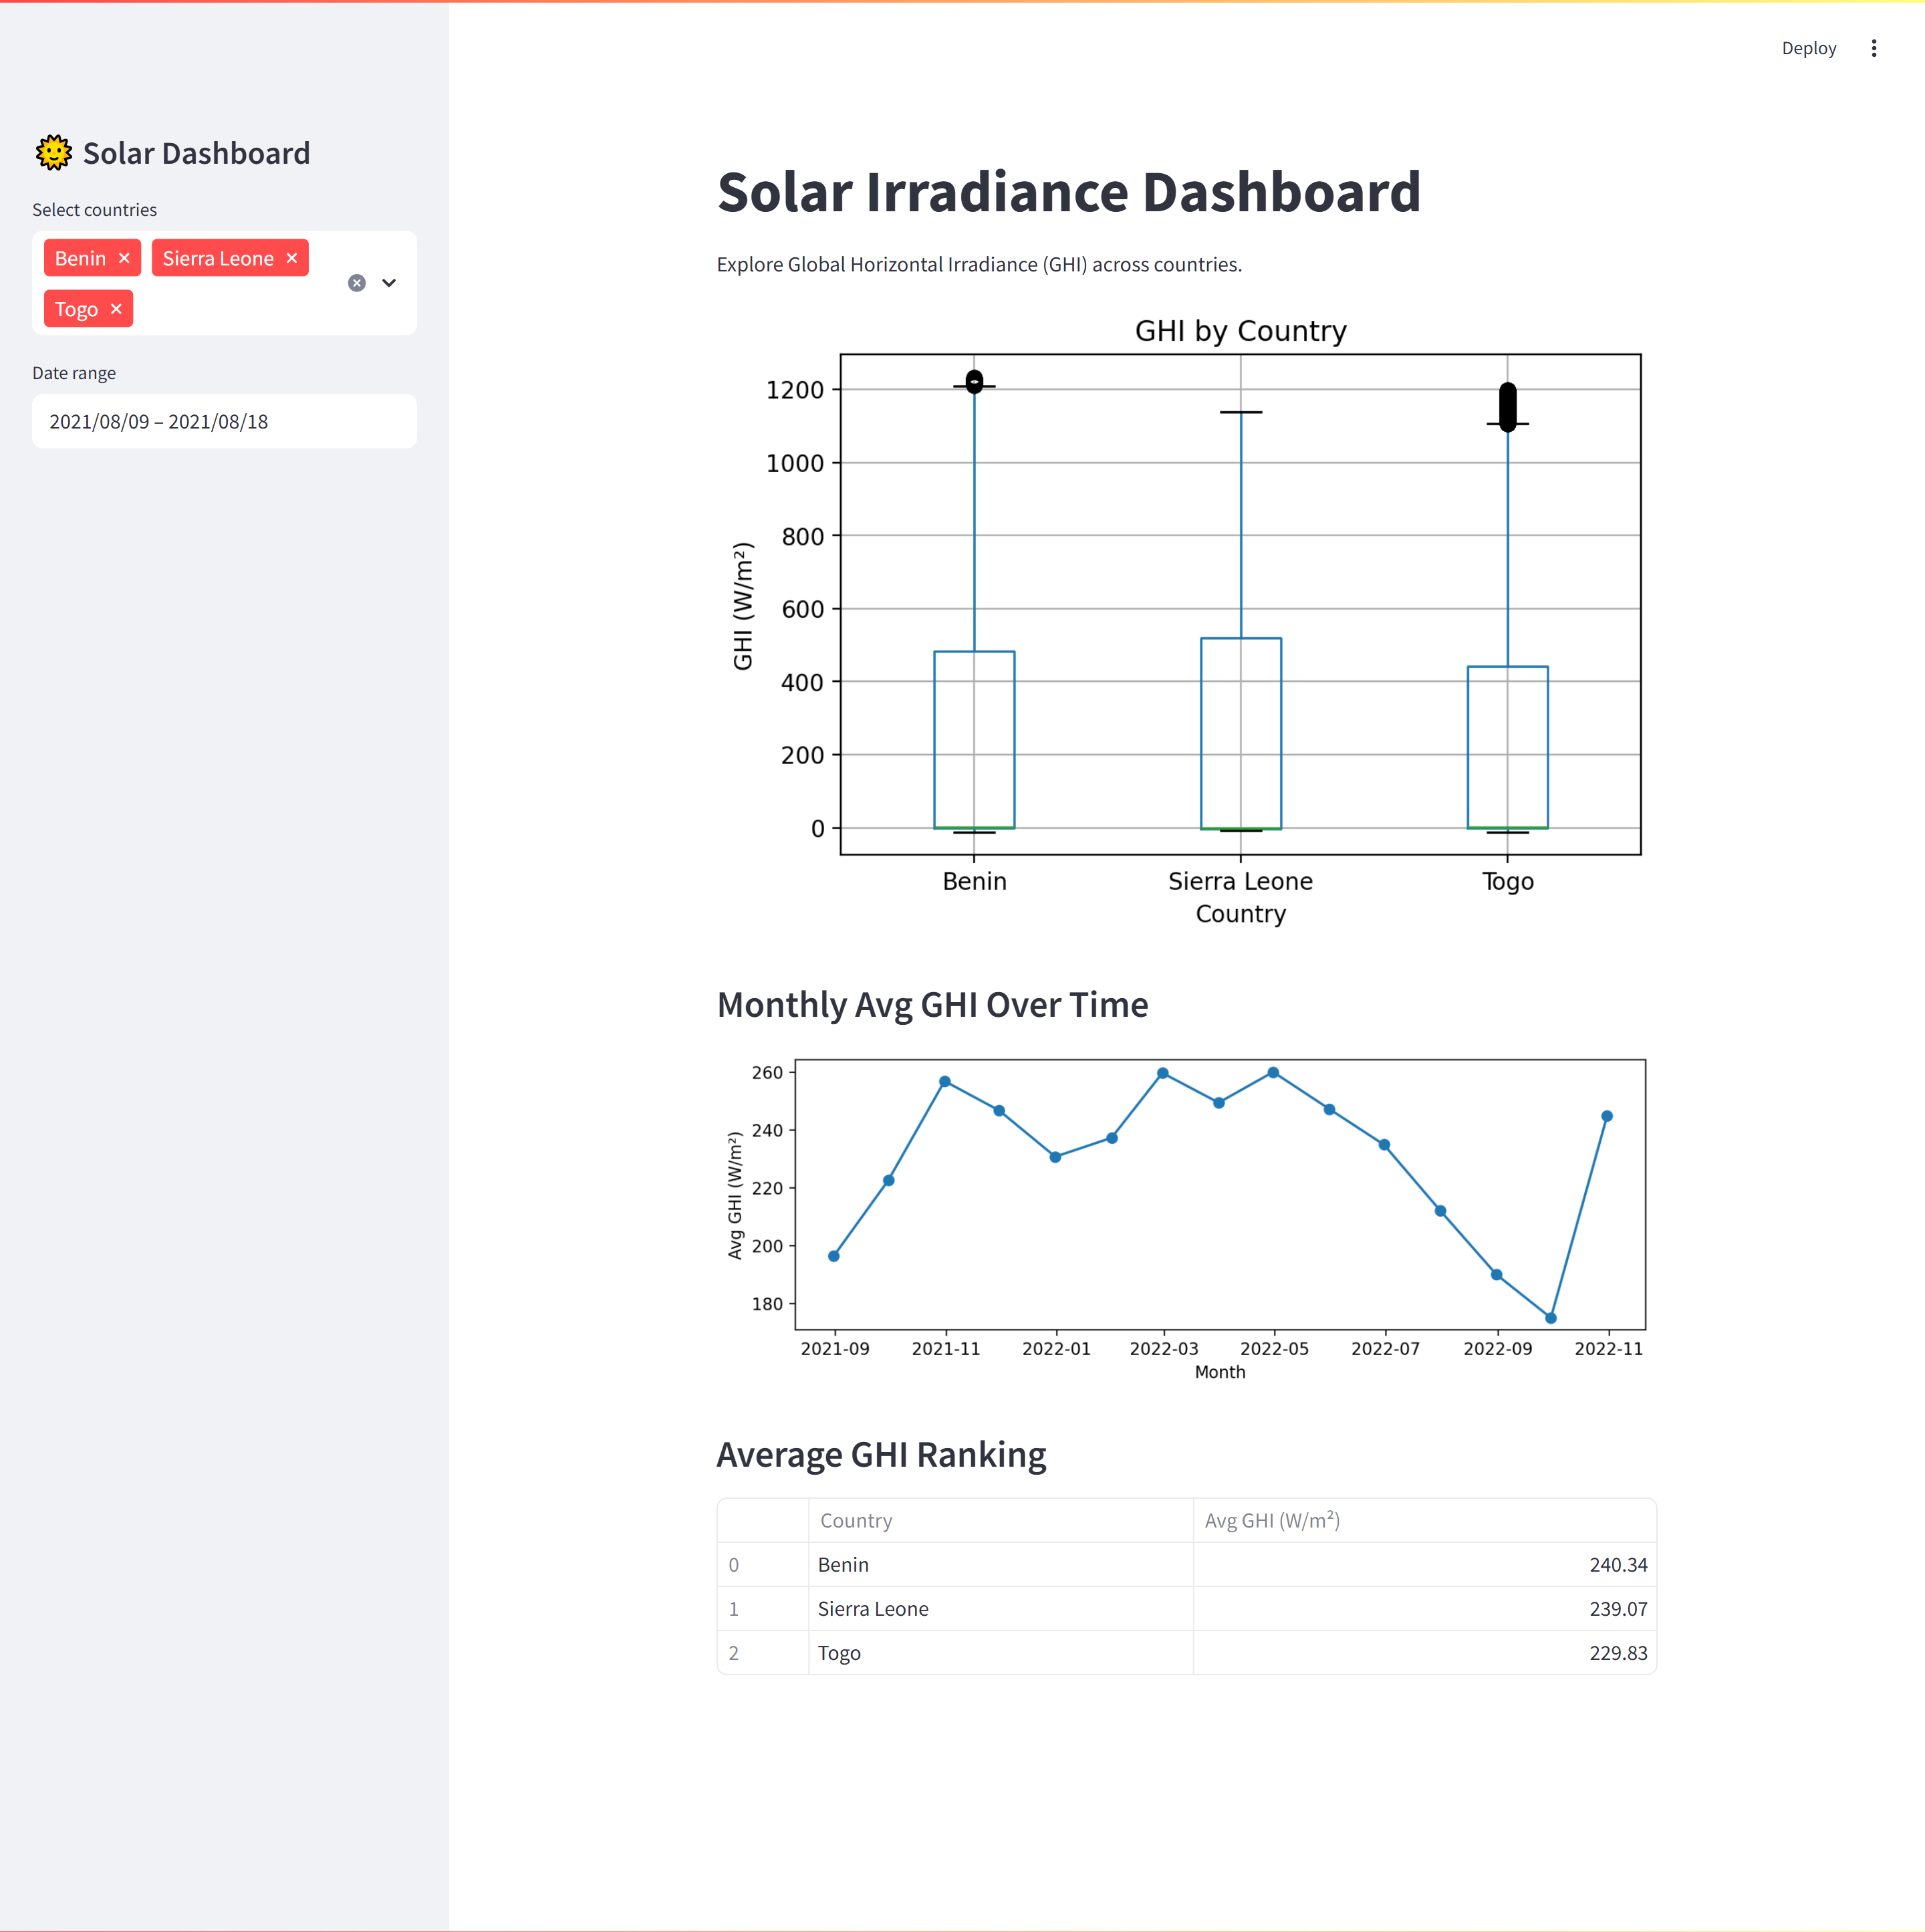 Deploy
Solar Dashboard
Select countries
Benin
Sierra Leone
Togo
Date range
2021/08/09 – 2021/08/18
Solar Irradiance Dashboard
Explore Global Horizontal Irradiance (GHI) across countries.
GHI by Country
GHI (W/m²)
1200
1000
800
600
400
200
0
Benin Sierra Leone Togo
Country
Monthly Avg GHI Over Time
Avg GHI (W/m²)
260
240
220
200
180
2021-09 2021-11 2022-01 2022-03 2022-05 2022-07 2022-09 2022-11
Month
Average GHI Ranking
Country Avg GHI (W/m²)
0 Benin 240.34
1 Sierra Leone 239.07
2 Togo 229.83